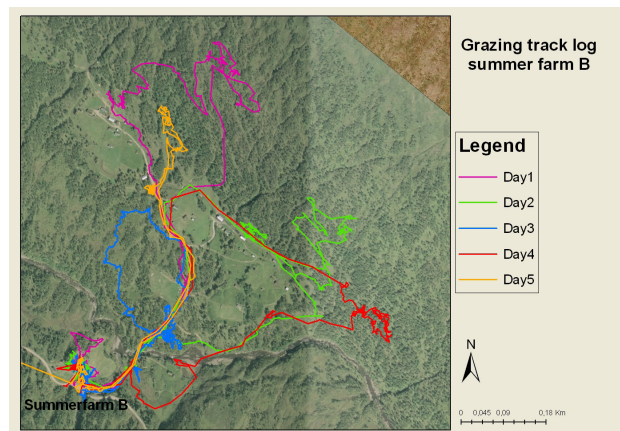 Grazing track log
summer farm B
Legend
Day1
Day2
Day3
Day4
Day5
N
Summerfarm B
0 0,045 0,09 0,18 Km